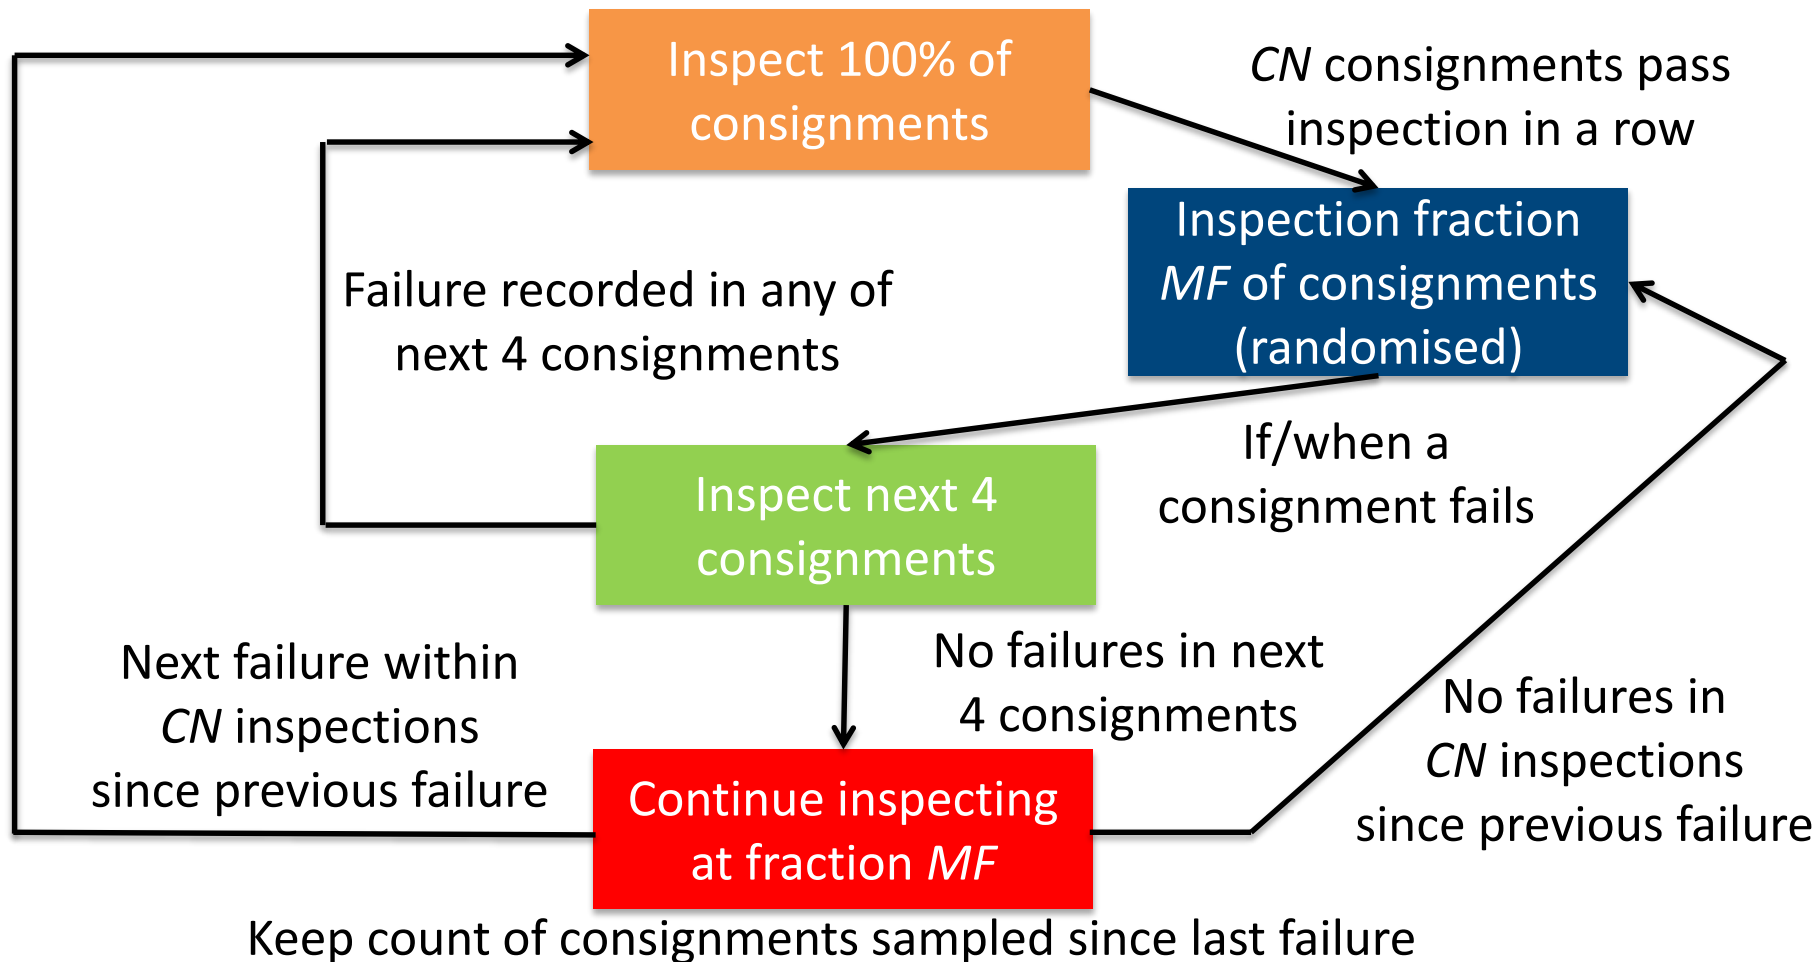 Inspect 100% of
consignments
CN consignments pass
inspection in a row
Inspection fraction
MF of consignments
(randomised)
Failure recorded in any of
next 4 consignments
If/when a
consignment fails
Inspect next 4
consignments
No failures in next
4 consignments
Next failure within
CN inspections
since previous failure
No failures in
CN inspections
since previous failure
Continue inspecting
at fraction MF
Keep count of consignments sampled since last failure